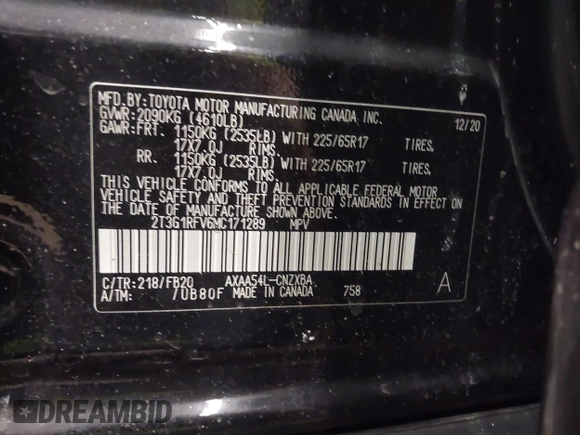 MFD.BY:TOYOTA MOTOR MANUFACTURING CANADA INC.
GVWR:2090KG (4610LB) 12/20
GAWR:FRT. 1150KG (2535LB) WITH 225/65R17 TIRES,
17X7.0J RIMS,
RR. 1150KG (2535LB) WITH 225/65R17 TIRES,
17X7.0J RIMS,
THIS VEHICLE CONFORMS TO ALL APPLICABLE FEDERAL MOTOR
VEHICLE SAFETY AND THEFT PREVENTION STANDARDS IN EFFECT ON
THE DATE OF MANUFACTURE SHOWN ABOVE.
2T3G1RFV6MC171289 MPV
C/TR:218/FB20 AXAA54L-CNZXBA
A/TM: /UB80F MADE IN CANADA 758 A
DREAMBID